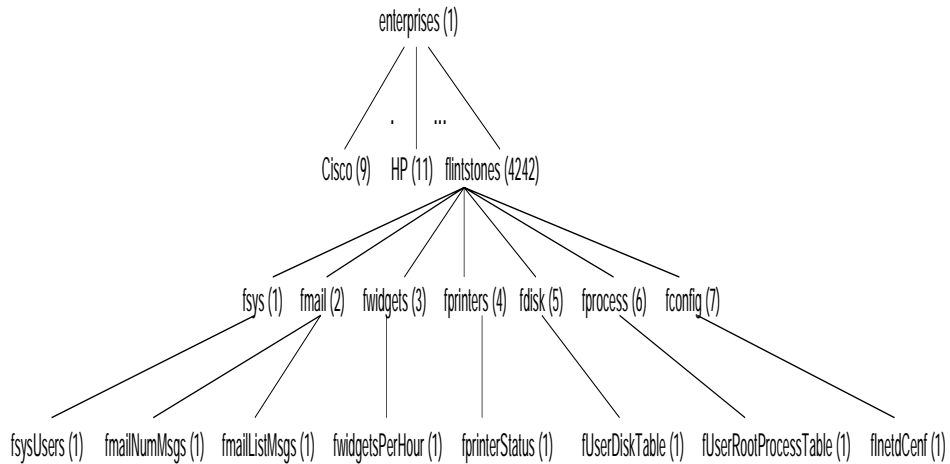 enterprises (1)
. ...
Cisco (9) HP (11) flintstones (4242)
fsys (1) fmail (2) fwidgets (3) fprinters (4) fdisk (5) fprocess (6) fconfig (7)
fsysUsers (1) fmailNumMsgs (1) fmailListMsgs (1) fwidgetsPerHour (1) fprinterStatus (1) fUserDiskTable (1) fUserRootProcessTable (1) fInetdCenf (1)